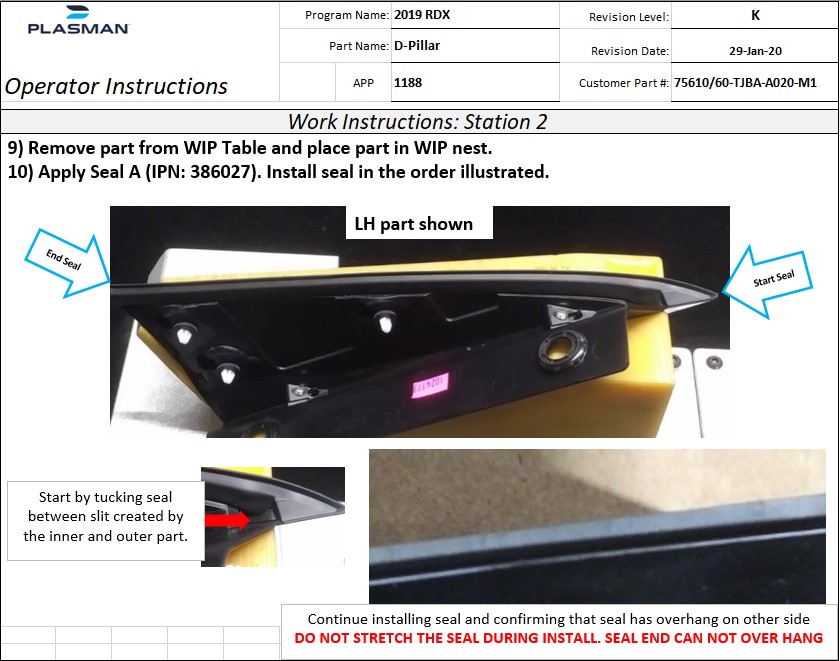 PLASMAN
Operator Instructions
Program Name: 2019 RDX
Part Name: D-Pillar
APP 1188
Revision Level: K
Revision Date: 29-Jan-20
Customer Part #: 75610/60-TJBA-A020-M1
Work Instructions: Station 2
9) Remove part from WIP Table and place part in WIP nest.
10) Apply Seal A (IPN: 386027). Install seal in the order illustrated.
LH part shown
End Seal
Start Seal
Start by tucking seal
between slit created by
the inner and outer part.
Continue installing seal and confirming that seal has overhang on other side
DO NOT STRETCH THE SEAL DURING INSTALL. SEAL END CAN NOT OVER HANG